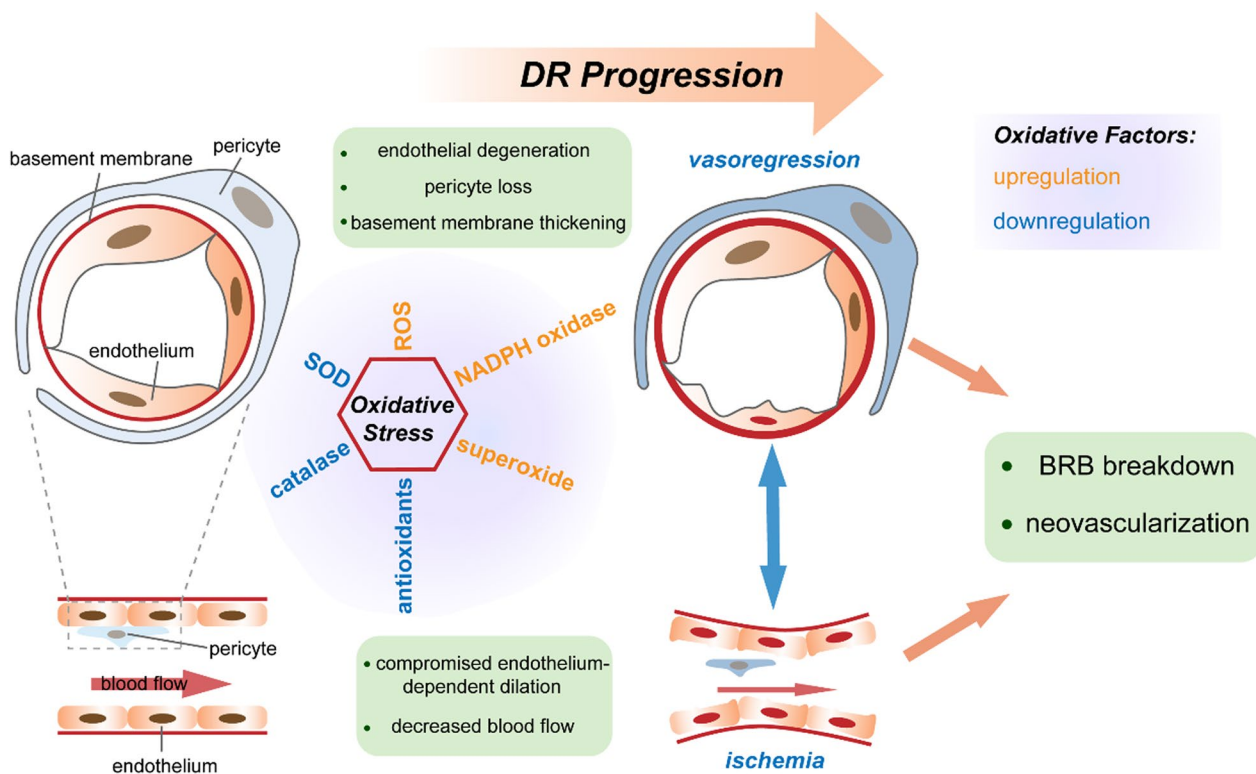 DR Progression
basement membrane
pericyte
endothelium
• endothelial degeneration
• pericyte loss
• basement membrane thickening
vasoregression
Oxidative Factors:
upregulation
downregulation
ROS
NADPH oxidase
SOD
Oxidative
Stress
superoxide
catalase
antioxidants
• BRB breakdown
• neovascularization
pericyte
blood flow
endothelium
• compromised endothelium-
dependent dilation
• decreased blood flow
ischemia